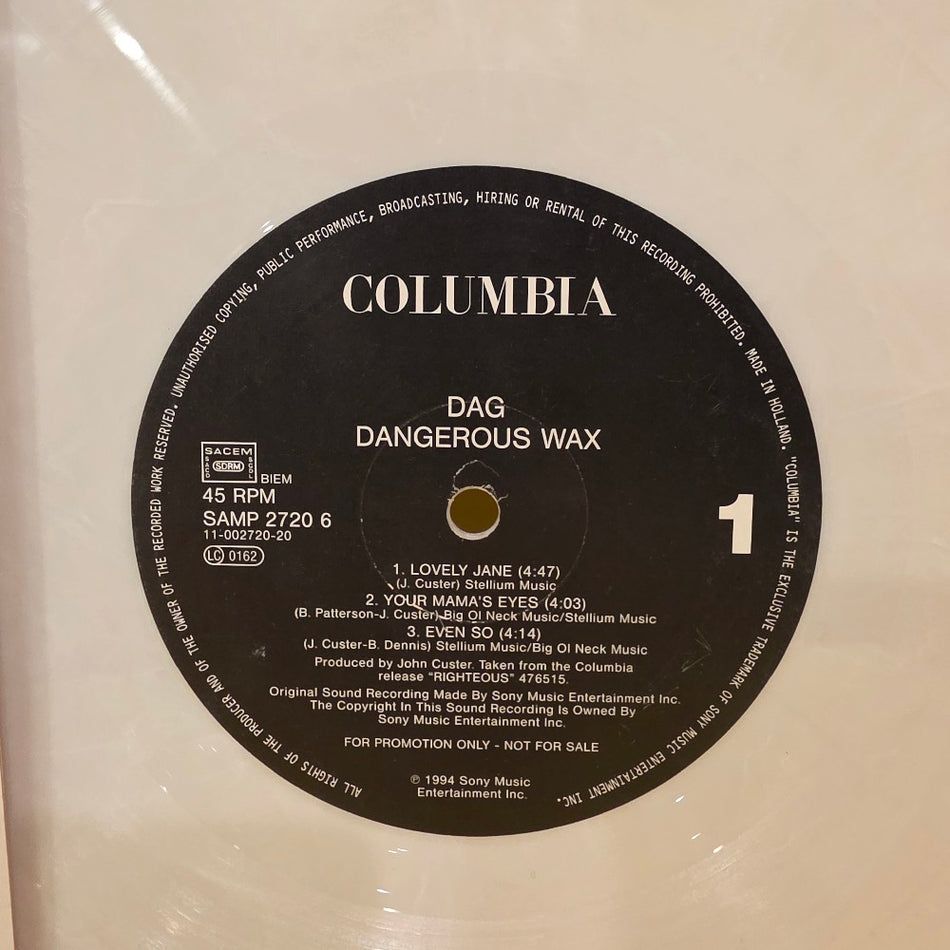 COLUMBIA
DAG
DANGEROUS WAX
SACEM
SACD SDRM SGDL
BIEM
45 RPM
SAMP 2720 6
11-002720-20
LC 0162
1
1. LOVELY JANE (4:47)
(J. Custer) Stellium Music
2. YOUR MAMA'S EYES (4:03)
(B. Patterson-J. Custer) Big Ol Neck Music/Stellium Music
3. EVEN SO (4:14)
(J. Custer-B. Dennis) Stellium Music/Big Ol Neck Music
Produced by John Custer. Taken from the Columbia
release "RIGHTEOUS" 476515.
Original Sound Recording Made By Sony Music Entertainment Inc.
The Copyright In This Sound Recording Is Owned By
Sony Music Entertainment Inc.
FOR PROMOTION ONLY - NOT FOR SALE
℗ 1994 Sony Music
Entertainment Inc.
ALL RIGHTS OF THE PRODUCER AND OF THE OWNER OF THE RECORDED WORK RESERVED. UNAUTHORISED COPYING, PUBLIC PERFORMANCE, BROADCASTING, HIRING OR RENTAL OF THIS RECORDING PROHIBITED. MADE IN HOLLAND. "COLUMBIA" IS THE EXCLUSIVE TRADEMARK OF SONY MUSIC ENTERTAINMENT INC.